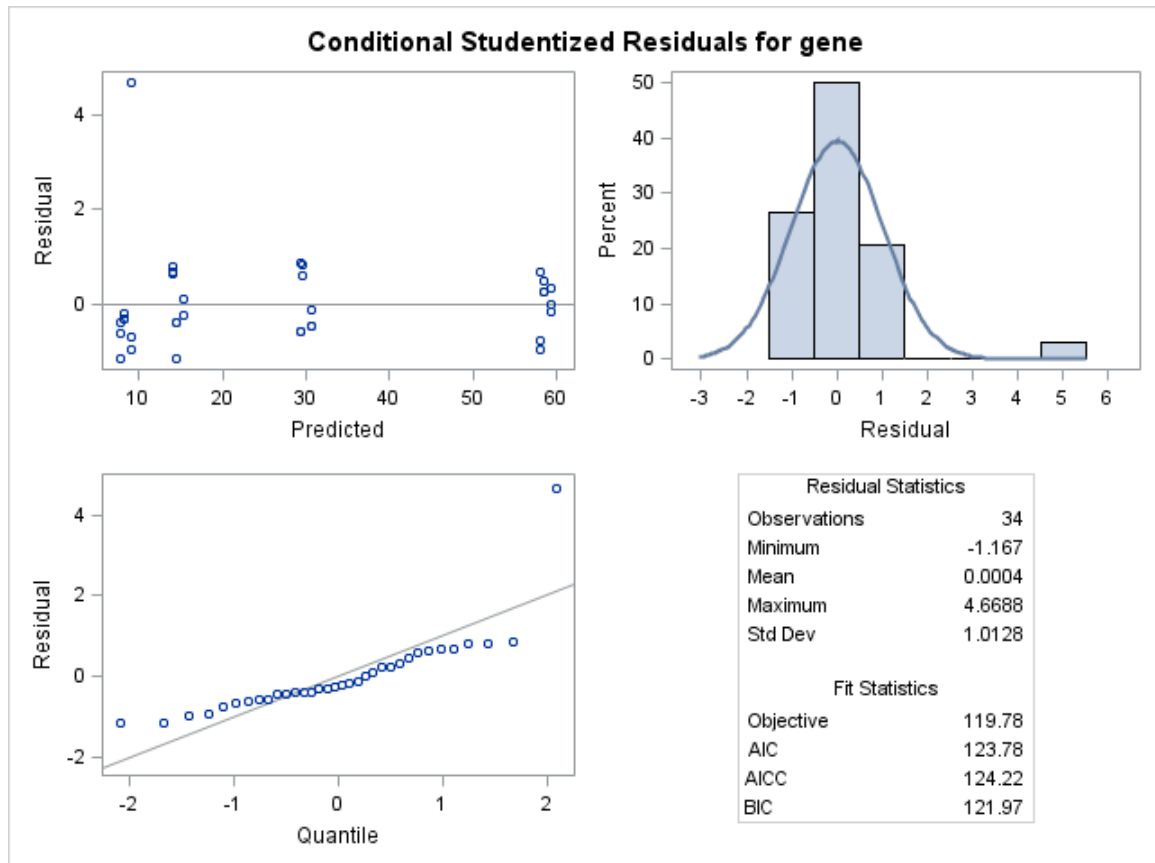 Conditional Studentized Residuals for gene
4
2
0
Residual
10 20 30 40 50 60
Predicted
50
40
30
20
10
0
Percent
-3 -2 -1 0 1 2 3 4 5 6
Residual
4
2
0
-2
Residual
-2 -1 0 1 2
Quantile
Residual Statistics
Observations 34
Minimum -1.167
Mean 0.0004
Maximum 4.6688
Std Dev 1.0128
Fit Statistics
Objective 119.78
AIC 123.78
AICC 124.22
BIC 121.97